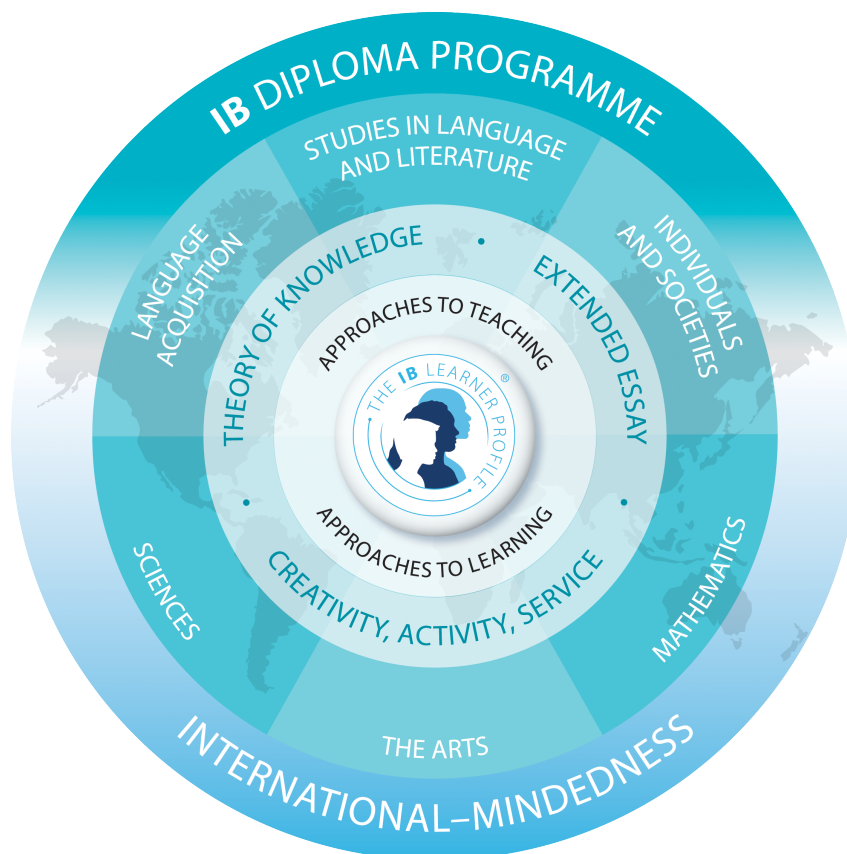 IB DIPLOMA PROGRAMME
STUDIES IN LANGUAGE
AND LITERATURE
LANGUAGE
ACQUISITION
INDIVIDUALS
AND SOCIETIES
THEORY OF KNOWLEDGE
•
EXTENDED ESSAY
APPROACHES TO TEACHING
THE IB LEARNER PROFILE
®
APPROACHES TO LEARNING
•
CREATIVITY, ACTIVITY, SERVICE
•
SCIENCES
MATHEMATICS
THE ARTS
INTERNATIONAL–MINDEDNESS